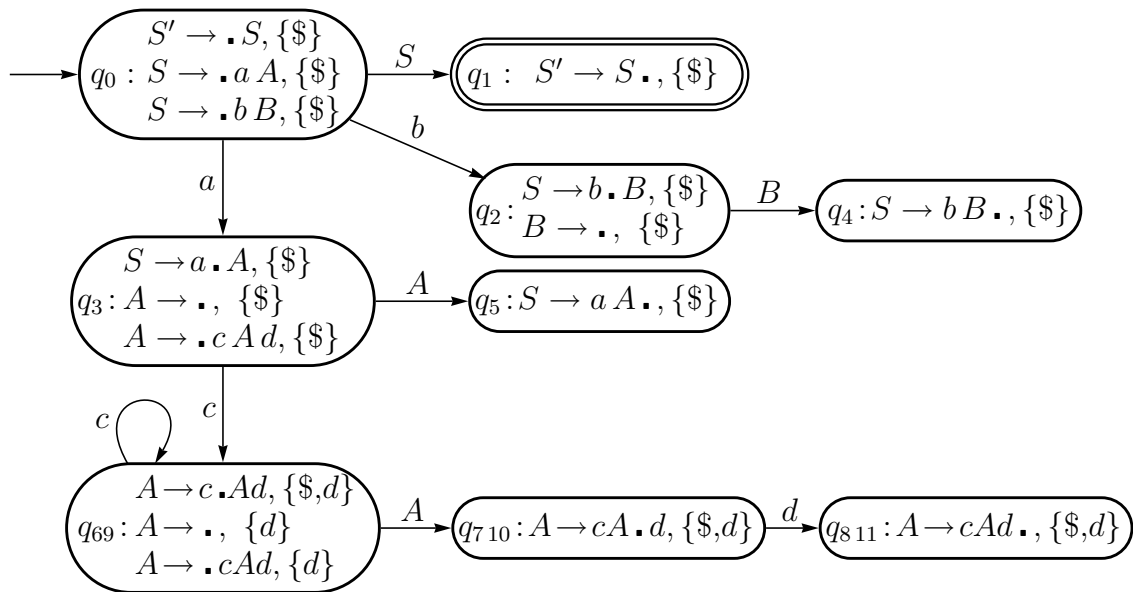 S′ → . S, {$}
q0 : S → . a A, {$}
S → . b B, {$}
S
q1 : S′ → S . , {$}
b
a
S → b . B, {$}
q2 : B → . , {$}
B
q4 : S → b B . , {$}
S → a . A, {$}
q3 : A → . , {$}
A → . c A d, {$}
A
q5 : S → a A . , {$}
c
c
A → c . Ad, {$,d}
q69 : A → . , {d}
A → . cAd, {d}
A
q7 10 : A → cA . d, {$,d}
d
q8 11 : A → cAd . , {$,d}